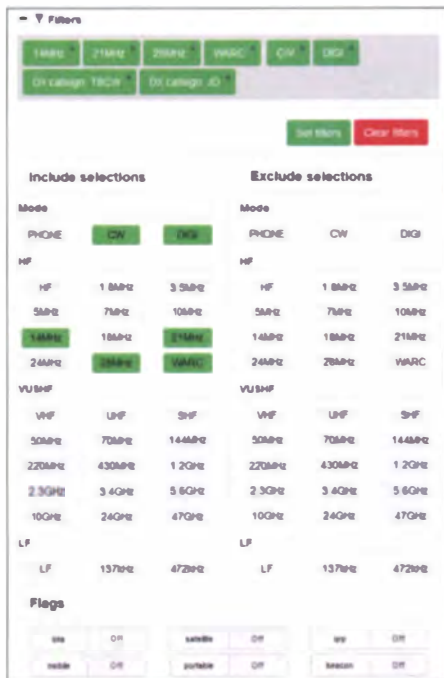 Filters
14MHz 21MHz 28MHz WARC CW DIGI
DX callsign: DX callsign: JD
Set filters Clear filters
Include selections Exclude selections
Mode Mode
PHONE CW DIGI PHONE CW DIGI
HF HF
HF 1.8MHz 3.5MHz HF 1.8MHz 3.5MHz
5MHz 7MHz 10MHz 5MHz 7MHz 10MHz
14MHz 18MHz 21MHz 14MHz 18MHz 21MHz
24MHz 28MHz WARC 24MHz 28MHz WARC
VUSHF VUSHF
VHF UHF SHF VHF UHF SHF
50MHz 70MHz 144MHz 50MHz 70MHz 144MHz
220MHz 430MHz 1.2GHz 220MHz 430MHz 1.2GHz
2.3GHz 3.4GHz 5.6GHz 2.3GHz 3.4GHz 5.6GHz
10GHz 24GHz 47GHz 10GHz 24GHz 47GHz
LF LF
LF 137kHz 472kHz LF 137kHz 472kHz
Flags
Off satellite Off Off
mobile Off portable Off beacon Off